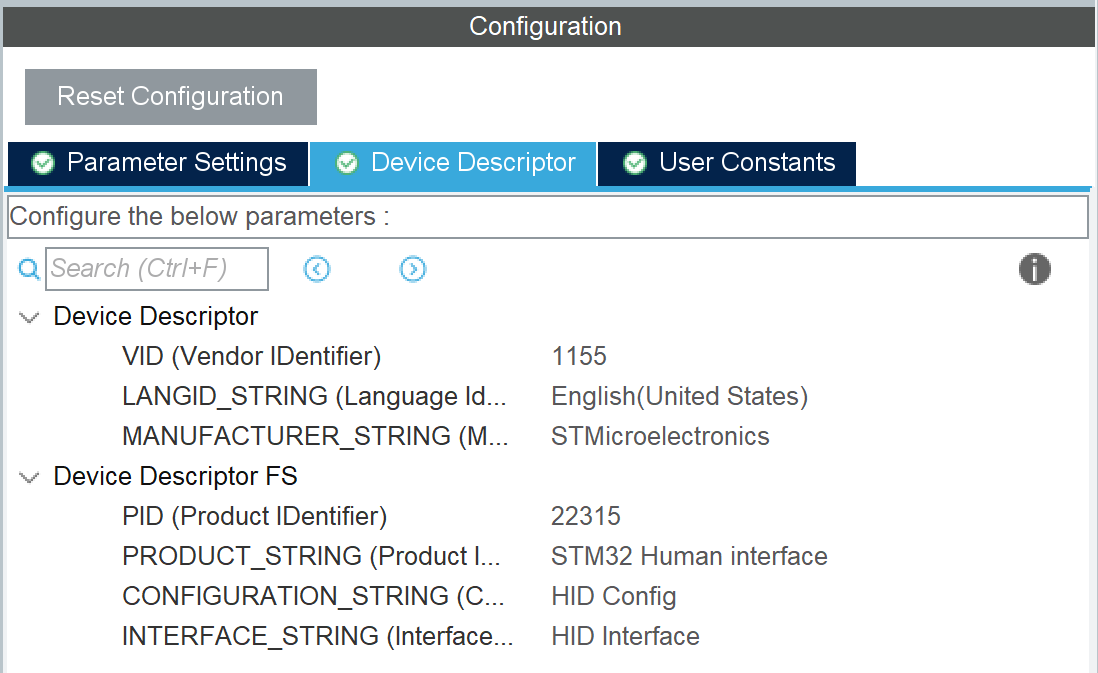 Configuration
Reset Configuration
Parameter Settings Device Descriptor User Constants
Configure the below parameters :
Search (Ctrl+F)
Device Descriptor
VID (Vendor IDentifier) 1155
LANGID_STRING (Language Id... English(United States)
MANUFACTURER_STRING (M... STMicroelectronics
Device Descriptor FS
PID (Product IDentifier) 22315
PRODUCT_STRING (Product I... STM32 Human interface
CONFIGURATION_STRING (C... HID Config
INTERFACE_STRING (Interface... HID Interface